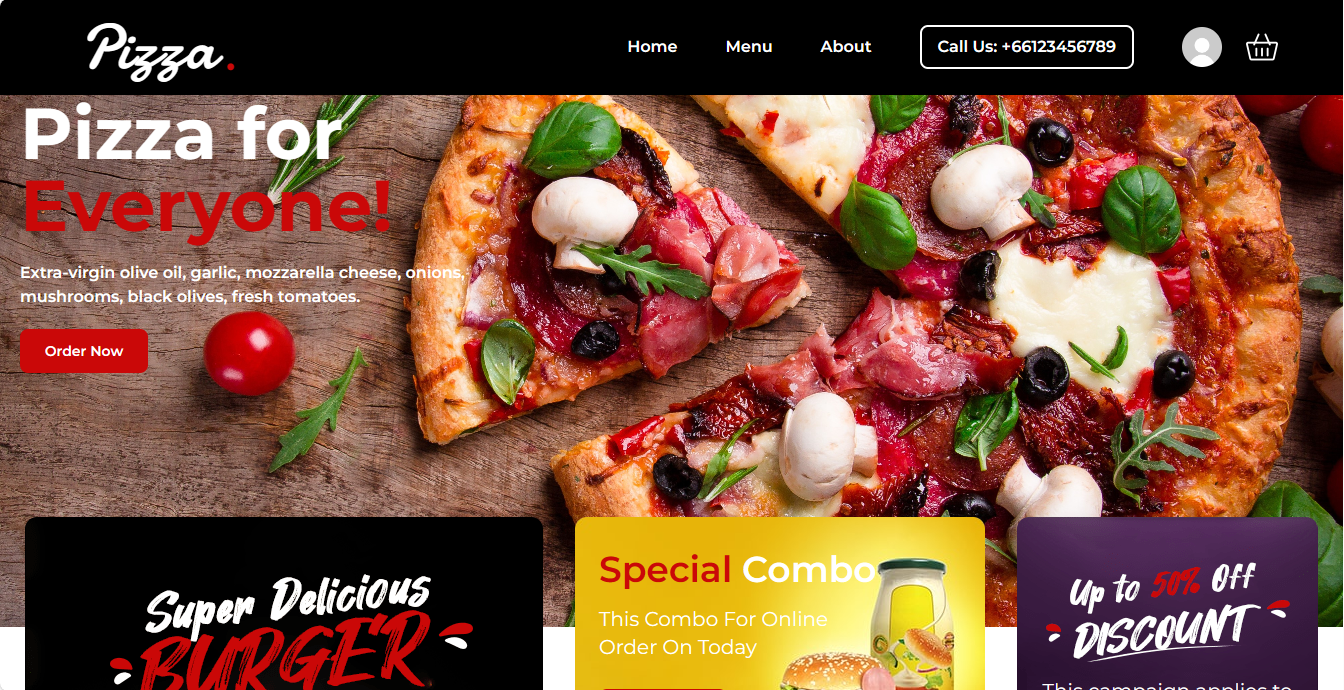 Pizza.
Home
Menu
About
Call Us: +66123456789
Pizza for
Everyone!
Extra-virgin olive oil, garlic, mozzarella cheese, onions,
mushrooms, black olives, fresh tomatoes.
Order Now
Super Delicious
BURGER
Special Combo
This Combo For Online
Order On Today
Up to 50% Off
DISCOUNT
This campaign applies to